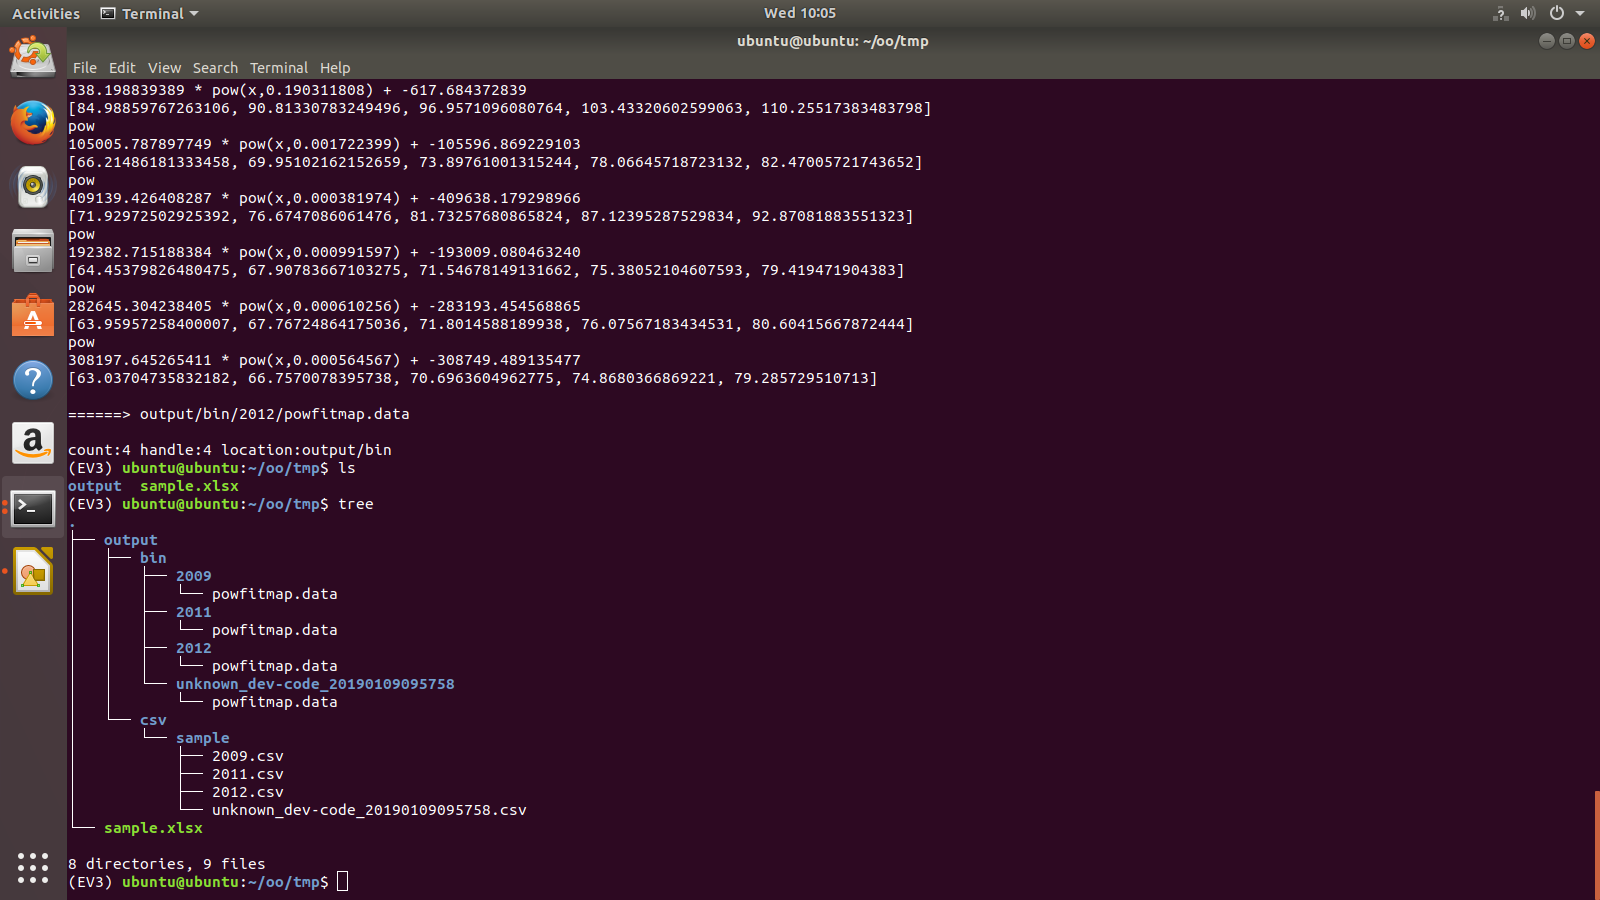 Activities Terminal Wed 10:05
ubuntu@ubuntu: ~/oo/tmp
File Edit View Search Terminal Help
338.198839389 * pow(x,0.190311808) + -617.684372839
[84.98859767263106, 90.81330783249496, 96.9571096080764, 103.43320602599063, 110.25517383483798]
pow
105005.787897749 * pow(x,0.001722399) + -105596.869229103
[66.21486181333458, 69.95102162152659, 73.89761001315244, 78.06645718723132, 82.47005721743652]
pow
409139.426408287 * pow(x,0.000381974) + -409638.179298966
[71.92972502925392, 76.6747086061476, 81.73257680865824, 87.12395287529834, 92.87081883551323]
pow
192382.715188384 * pow(x,0.000991597) + -193009.080463240
[64.45379826480475, 67.90783667103275, 71.54678149131662, 75.38052104607593, 79.419471904383]
pow
282645.304238405 * pow(x,0.000610256) + -283193.454568865
[63.95957258400007, 67.76724864175036, 71.8014588189938, 76.07567183434531, 80.60415667872444]
pow
308197.645265411 * pow(x,0.000564567) + -308749.489135477
[63.03704735832182, 66.7570078395738, 70.6963604962775, 74.8680366869221, 79.285729510713]
======> output/bin/2012/powfitmap.data
count:4 handle:4 location:output/bin
(EV3) ubuntu@ubuntu:~/oo/tmp$ ls
output sample.xlsx
(EV3) ubuntu@ubuntu:~/oo/tmp$ tree
.
├── output
│   ├── bin
│   │   ├── 2009
│   │   │   └── powfitmap.data
│   │   ├── 2011
│   │   │   └── powfitmap.data
│   │   ├── 2012
│   │   │   └── powfitmap.data
│   │   └── unknown_dev-code_20190109095758
│   │       └── powfitmap.data
│   └── csv
│       └── sample
│           ├── 2009.csv
│           ├── 2011.csv
│           ├── 2012.csv
│           └── unknown_dev-code_20190109095758.csv
└── sample.xlsx
8 directories, 9 files
(EV3) ubuntu@ubuntu:~/oo/tmp$